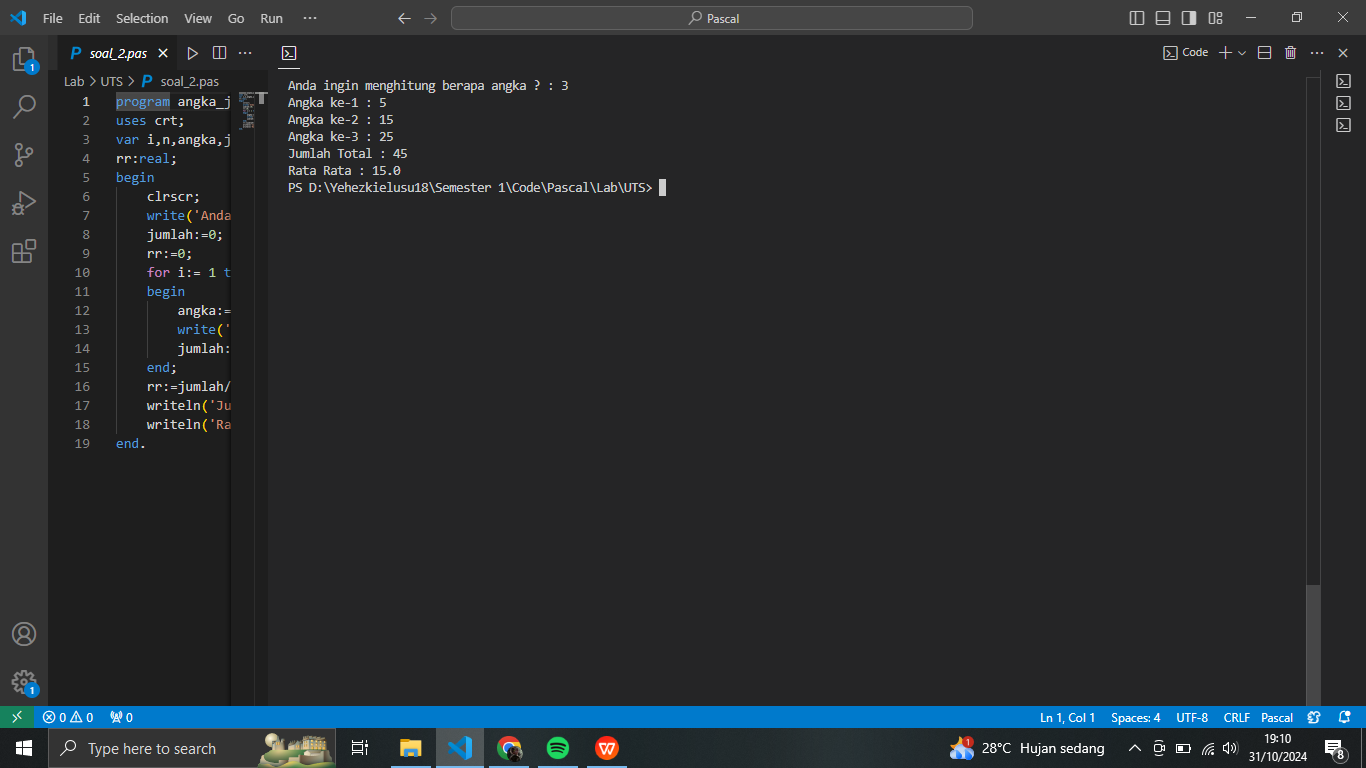 File Edit Selection View Go Run ··· Pascal
soal_2.pas
Code
Lab > UTS > soal_2.pas
1 program angka_j
2 uses crt;
3 var i,n,angka,j
4 rr:real;
5 begin
6 clrscr;
7 write('Anda
8 jumlah:=0;
9 rr:=0;
10 for i:= 1 t
11 begin
12 angka:=
13 write('
14 jumlah:
15 end;
16 rr:=jumlah/
17 writeln('Ju
18 writeln('Ra
19 end.
Anda ingin menghitung berapa angka ? : 3
Angka ke-1 : 5
Angka ke-2 : 15
Angka ke-3 : 25
Jumlah Total : 45
Rata Rata : 15.0
PS D:\Yehezkielusu18\Semester 1\Code\Pascal\Lab\UTS>
1
1
0 0 0 Ln 1, Col 1 Spaces: 4 UTF-8 CRLF Pascal
Type here to search 1 28°C Hujan sedang 19:10
31/10/2024 8